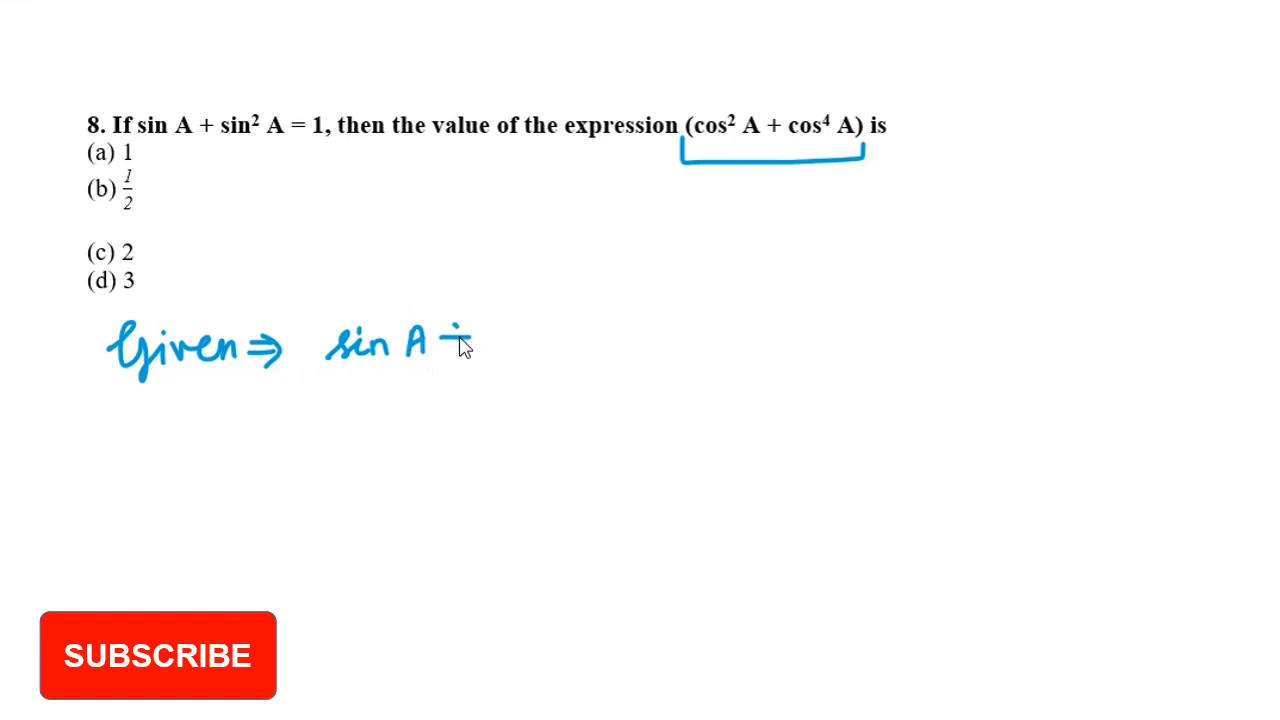 8. If sin A + sin² A = 1, then the value of the expression (cos² A + cos⁴ A) is
(a) 1
(b) 1/2
(c) 2
(d) 3
Given ⇒ sin A
SUBSCRIBE